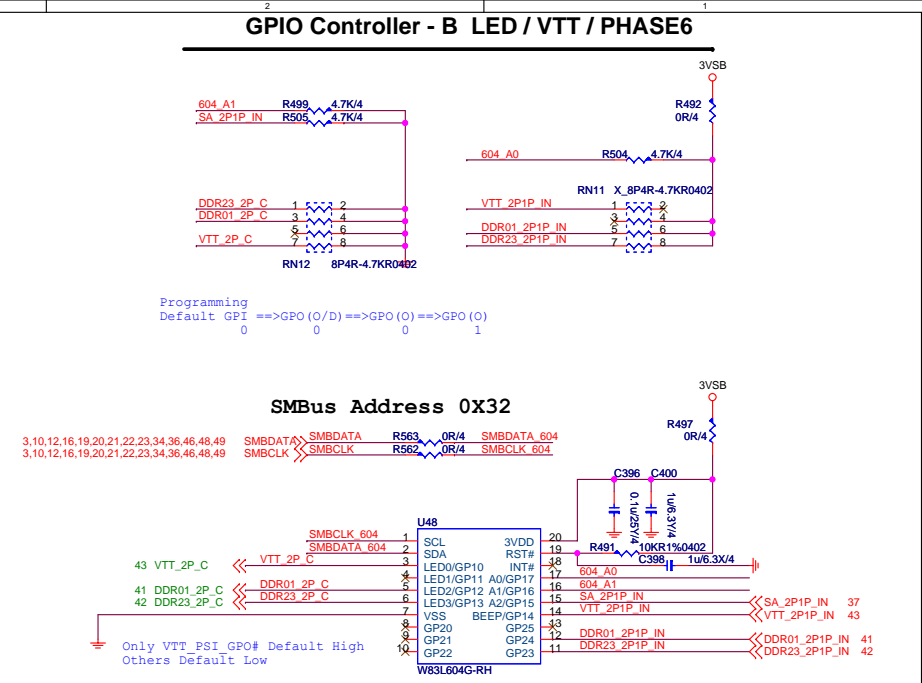 2
1
GPIO Controller - B LED / VTT / PHASE6
3VSB
604_A1 R499 4.7K/4
SA_2P1P_IN R505 4.7K/4
R492
0R/4
604_A0 R504 4.7K/4
RN11 X_8P4R-4.7KR0402
DDR23_2P_C 1 2
DDR01_2P_C 3 4
5 6
VTT_2P_C 7 8
RN12 8P4R-4.7KR0402
VTT_2P1P_IN 1 2
3 4
DDR01_2P1P_IN 5 6
DDR23_2P1P_IN 7 8
Programming
Default GPI ==>GPO(O/D)==>GPO(O)==>GPO(O)
0 0 0 1
SMBus Address 0X32
3VSB
R497
0R/4
3,10,12,16,19,20,21,22,23,34,36,46,48,49 SMBDATA SMBDATA R563 0R/4 SMBDATA_604
3,10,12,16,19,20,21,22,23,34,36,46,48,49 SMBCLK SMBCLK R562 0R/4 SMBCLK_604
C396 C400
0.1u/25Y/4
1u/6.3Y/4
U48
SMBCLK_604 1 SCL 3VDD 20
SMBDATA_604 2 SDA RST# 19 R491 10KR1%0402
43 VTT_2P_C VTT_2P_C 3 LED0/GP10 INT# 18 C398 1u/6.3X/4
4 LED1/GP11 A0/GP17 17 604_A0
41 DDR01_2P_C DDR01_2P_C 5 LED2/GP12 A1/GP16 16 604_A1
42 DDR23_2P_C DDR23_2P_C 6 LED3/GP13 A2/GP15 15 SA_2P1P_IN SA_2P1P_IN 37
7 VSS BEEP/GP14 14 VTT_2P1P_IN VTT_2P1P_IN 43
8 GP20 GP25 13
9 GP21 GP24 12 DDR01_2P1P_IN DDR01_2P1P_IN 41
10 GP22 GP23 11 DDR23_2P1P_IN DDR23_2P1P_IN 42
W83L604G-RH
Only VTT_PSI_GPO# Default High
Others Default Low